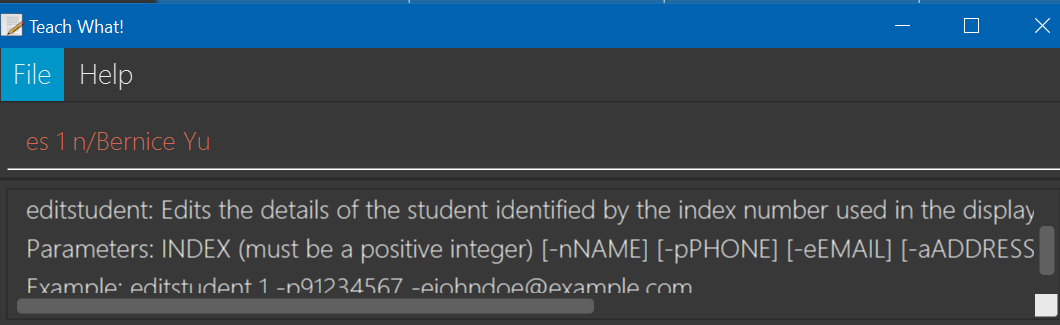 Teach What!
File Help
es 1 n/Bernice Yu
editstudent: Edits the details of the student identified by the index number used in the display
Parameters: INDEX (must be a positive integer) [-nNAME] [-pPHONE] [-eEMAIL] [-aADDRESS
Example: editstudent 1 -p91234567 -ejohndoe@example.com